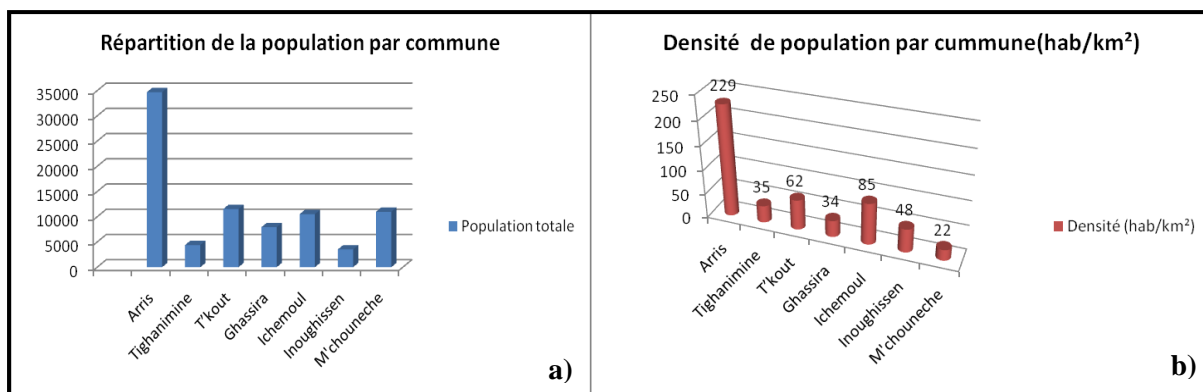 Répartition de la population par commune
35000
30000
25000
20000
15000
10000
5000
0
Arris
Tighanimine
T'kout
Ghassira
Ichemoul
Inoughissen
M'chouneche
Population totale
a)
Densité de population par cummune(hab/km²)
250
200
150
100
50
0
229
35
62
34
85
48
22
Arris
Tighanimine
T'kout
Ghassira
Ichemoul
Inoughissen
M'chouneche
Densité (hab/km²)
b)